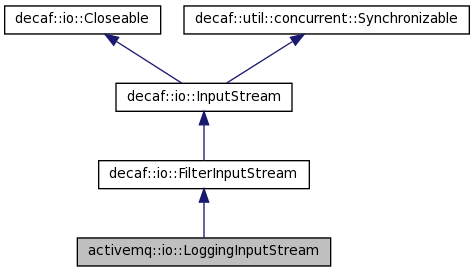 decaf::io::Closeable
decaf::util::concurrent::Synchronizable
decaf::io::InputStream
decaf::io::FilterInputStream
activemq::io::LoggingInputStream